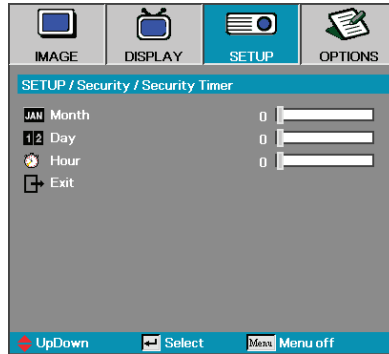 IMAGE DISPLAY SETUP OPTIONS
SETUP / Security / Security Timer
JAN Month 0
1 2 Day 0
Hour 0
Exit
UpDown Select Menu Menu off